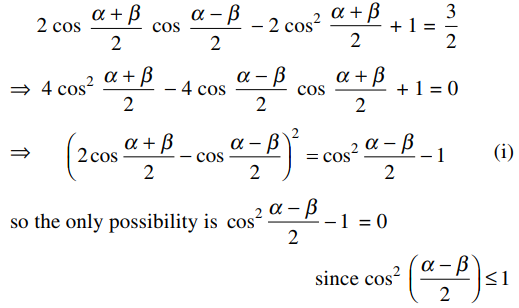 2 cos (α + β)/2 cos (α − β)/2 − 2 cos² (α + β)/2 + 1 = 3/2
⇒ 4 cos² (α + β)/2 − 4 cos (α − β)/2 cos (α + β)/2 + 1 = 0
⇒ (2 cos (α + β)/2 − cos (α − β)/2)² = cos² (α − β)/2 − 1 (i)
so the only possibility is cos² (α − β)/2 − 1 = 0
since cos² ((α − β)/2) ≤ 1